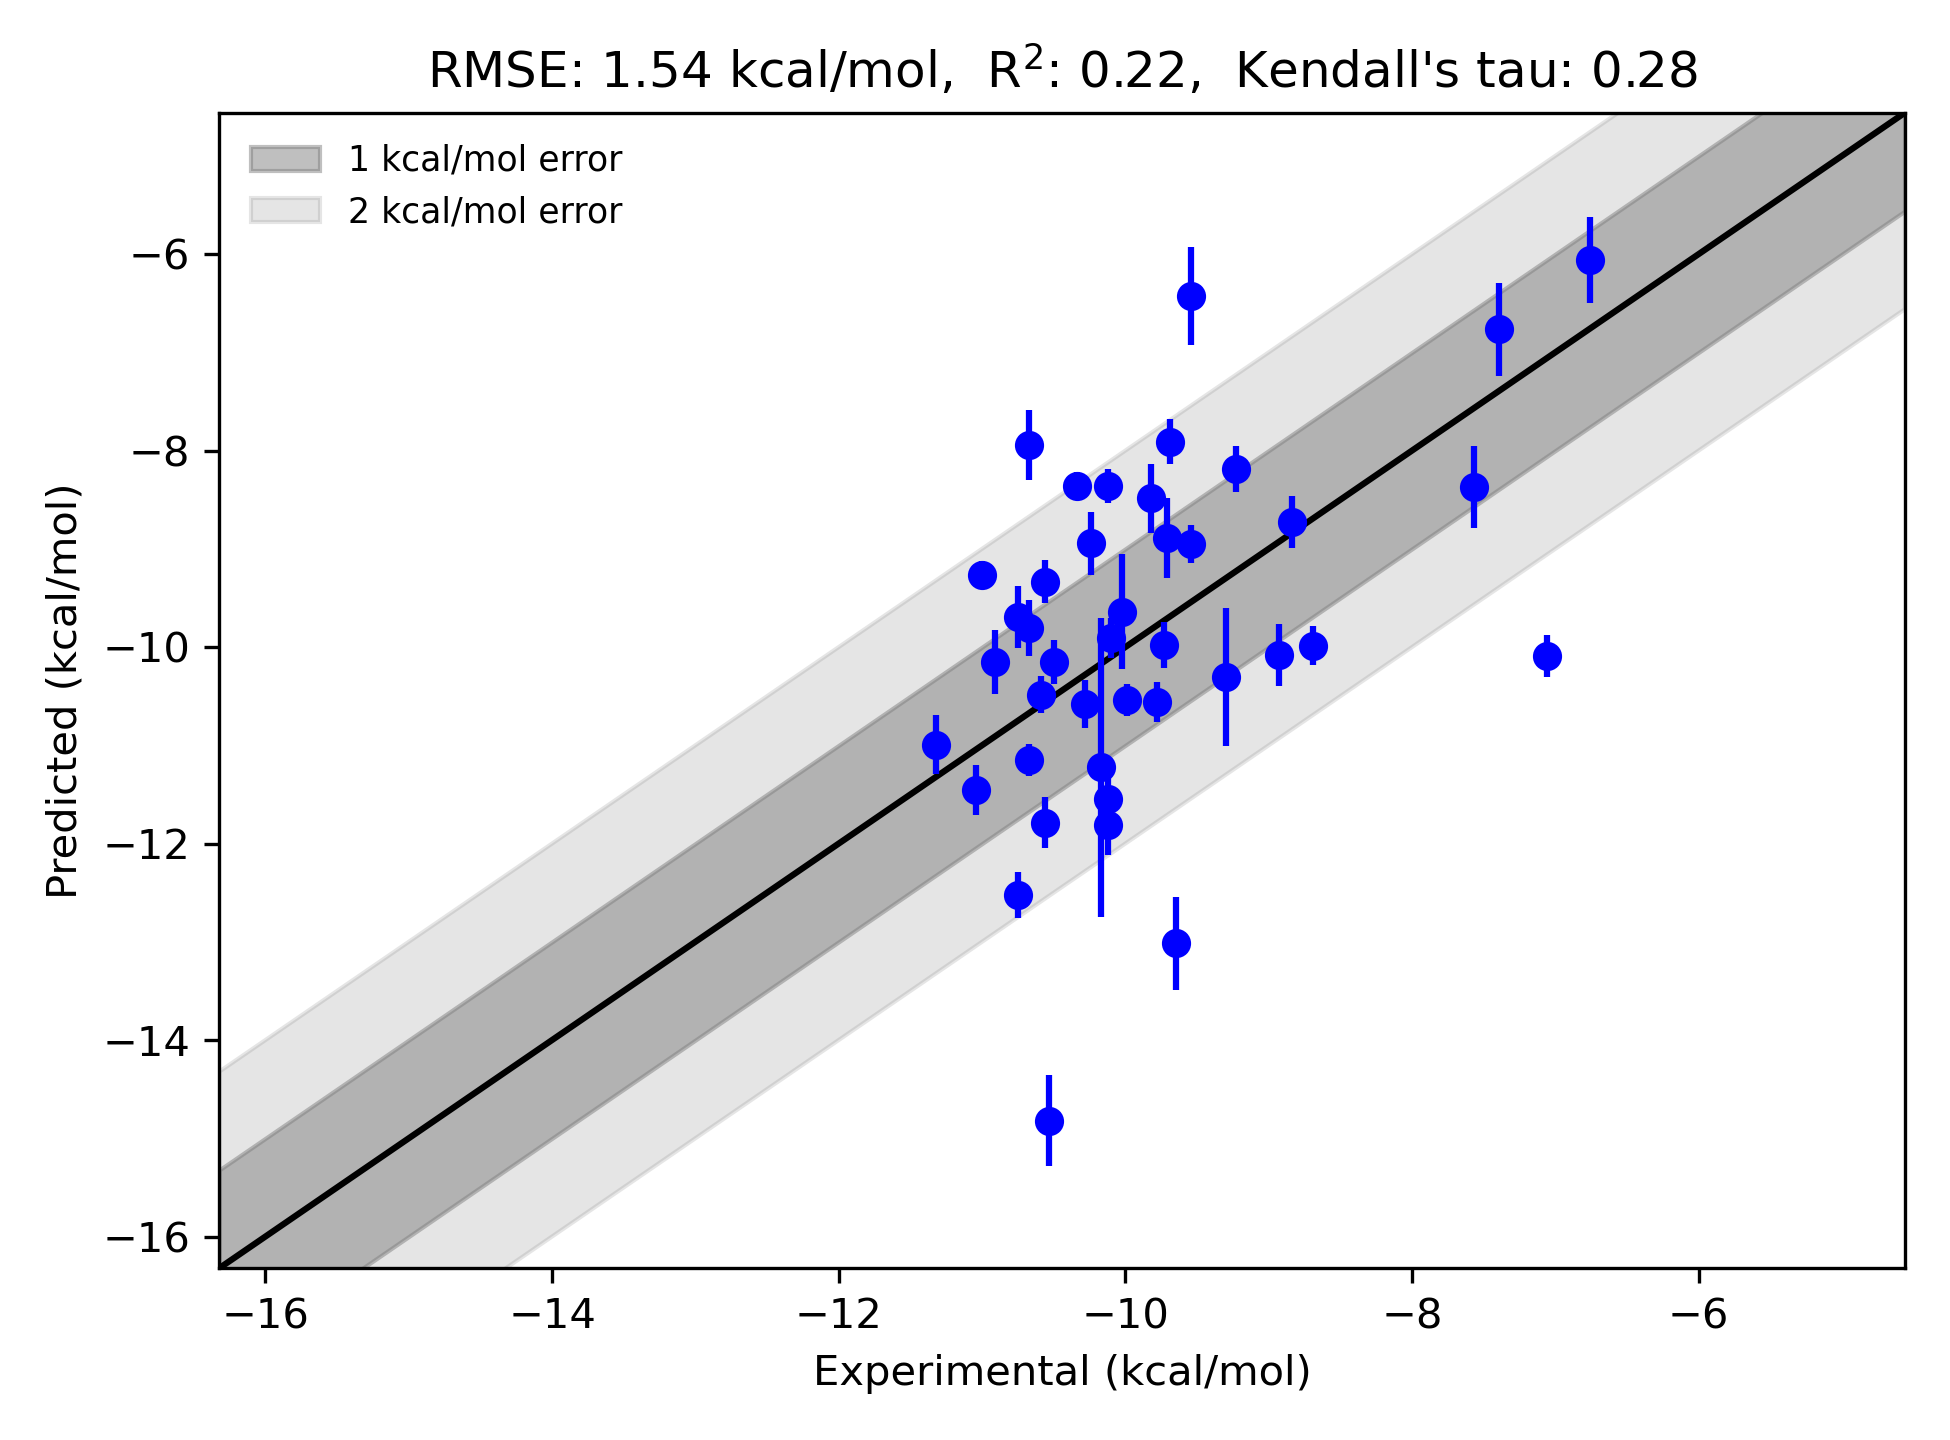 RMSE: 1.54 kcal/mol,  R²: 0.22,  Kendall's tau: 0.28
1 kcal/mol error
2 kcal/mol error
Predicted (kcal/mol)
−6
−8
−10
−12
−14
−16
−16
−14
−12
−10
−8
−6
Experimental (kcal/mol)